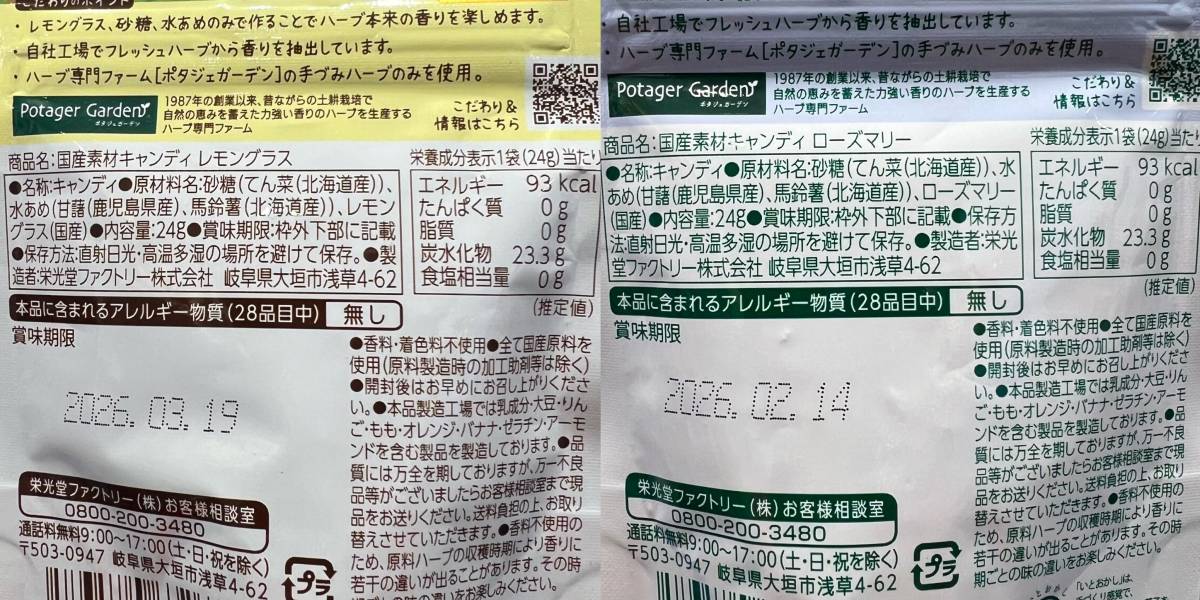 こだわりのポイント
・レモングラス、砂糖、水あめのみで作ることでハーブ本来の香りを楽しめます。
・自社工場でフレッシュハーブから香りを抽出しています。
・ハーブ専門ファーム[ポタジェガーデン]の手づみハーブのみを使用。
Potager Garden
ポタジェガーデン
1987年の創業以来、昔ながらの土耕栽培で
自然の恵みを蓄えた力強い香りのハーブを生産する
ハーブ専門ファーム
こだわり&
情報はこちら
商品名:国産素材キャンディ レモングラス
●名称:キャンディ●原材料名:砂糖(てん菜(北海道産))、
水あめ(甘藷(鹿児島県産)、馬鈴薯(北海道産))、レモン
グラス(国産)●内容量:24g●賞味期限:枠外下部に記載
●保存方法:直射日光・高温多湿の場所を避けて保存。●製
造者:栄光堂ファクトリー株式会社 岐阜県大垣市浅草4-62
栄養成分表示1袋(24g)当たり
エネルギー 93 kcal
たんぱく質 0 g
脂質 0 g
炭水化物 23.3 g
食塩相当量 0 g
(推定値)
本品に含まれるアレルギー物質(28品目中) 無し
賞味期限
2026.03.19
●香料・着色料不使用●全て国産原料を
使用(原料製造時の加工助剤等は除く)
●開封後はお早めにお召し上がりくださ
い。●本品製造工場では乳成分・大豆・りん
ご・もも・オレンジ・バナナ・ゼラチン・アーモ
ンドを含む製品を製造しております。●品
質には万全を期しておりますが、万一不良
品等がございましたらお客様相談室まで現
品をお送りください。送料負担の上、お取り
替えさせていただきます。●香料不使用の
ため、原料ハーブの収穫時期により香りに
若干の違いが出ることがあります。その時
期ごとの味の違いをお楽しみください。
栄光堂ファクトリー(株)お客様相談室
0800-200-3480
通話料無料9:00~17:00(土・日・祝を除く)
〒503-0947 岐阜県大垣市浅草4-62
プラ
・自社工場でフレッシュハーブから香りを抽出しています。
・ハーブ専門ファーム[ポタジェガーデン]の手づみハーブのみを使用。
Potager Garden
ポタジェガーデン
1987年の創業以来、昔ながらの土耕栽培で
自然の恵みを蓄えた力強い香りのハーブを生産する
ハーブ専門ファーム
こだわり&
情報はこちら
商品名:国産素材キャンディ ローズマリー
●名称:キャンディ●原材料名:砂糖(てん菜(北海道産))、水
あめ(甘藷(鹿児島県産)、馬鈴薯(北海道産))、ローズマリー
(国産)●内容量:24g●賞味期限:枠外下部に記載●保存方
法:直射日光・高温多湿の場所を避けて保存。●製造者:栄光
堂ファクトリー株式会社 岐阜県大垣市浅草4-62
栄養成分表示1袋(24g)当たり
エネルギー 93 kcal
たんぱく質 0 g
脂質 0 g
炭水化物 23.3 g
食塩相当量 0 g
(推定値)
本品に含まれるアレルギー物質(28品目中) 無し
賞味期限
2026.02.14
●香料・着色料不使用●全て国産原料を
使用(原料製造時の加工助剤等は除く)
●開封後はお早めにお召し上がりくださ
い。●本品製造工場では乳成分・大豆・りん
ご・もも・オレンジ・バナナ・ゼラチン・アーモ
ンドを含む製品を製造しております。●品
質には万全を期しておりますが、万一不良
品等がございましたらお客様相談室まで現
品をお送りください。送料負担の上、お取り
替えさせていただきます。●香料不使用の
ため、原料ハーブの収穫時期により香りに
若干の違いが出ることがあります。その時
期ごとの味の違いをお楽しみください。
栄光堂ファクトリー(株)お客様相談室
0800-200-3480
通話料無料9:00~17:00(土・日・祝を除く)
〒503-0947 岐阜県大垣市浅草4-62
プラ
「いとおかし」は、